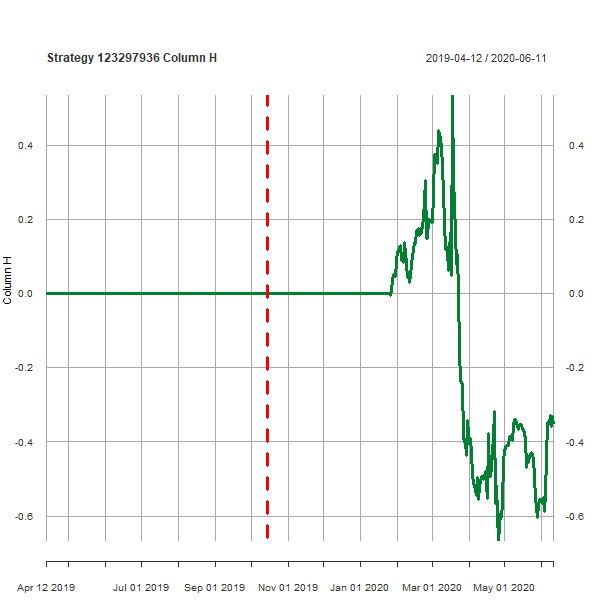 Strategy 123297936 Column H 2019-04-12 / 2020-06-11
0.4 0.4
0.2 0.2
0.0 0.0
-0.2 -0.2
-0.4 -0.4
-0.6 -0.6
Column H
Apr 12 2019 Jul 01 2019 Sep 01 2019 Nov 01 2019 Jan 01 2020 Mar 01 2020 May 01 2020